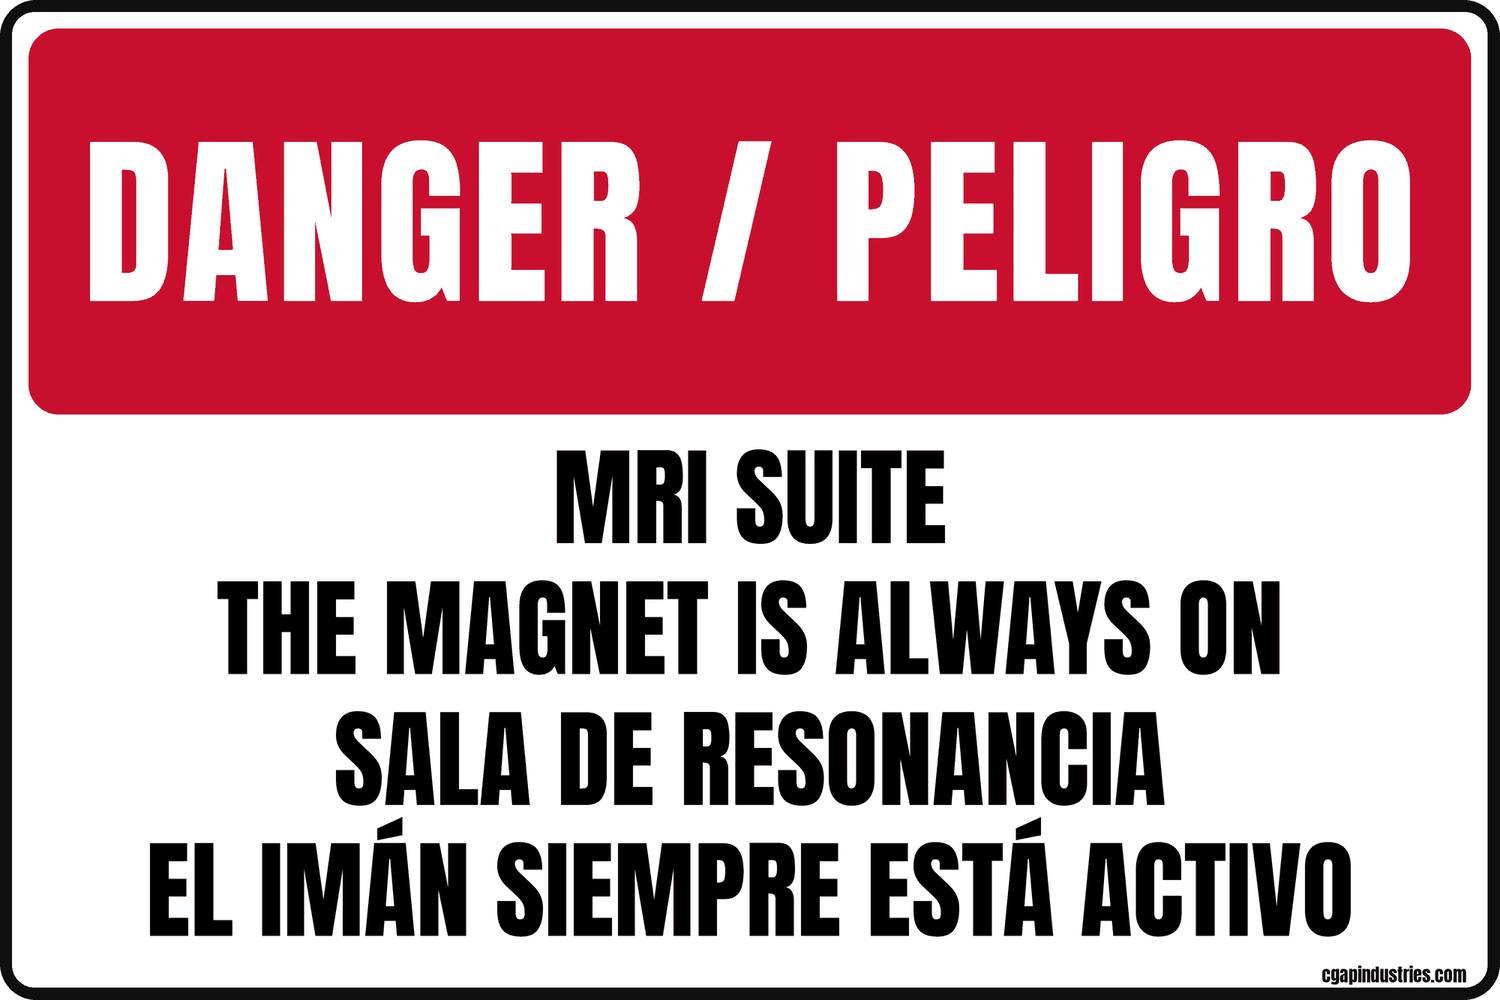 DANGER / PELIGRO
MRI SUITE
THE MAGNET IS ALWAYS ON
SALA DE RESONANCIA
EL IMÁN SIEMPRE ESTÁ ACTIVO
cgapindustries.com